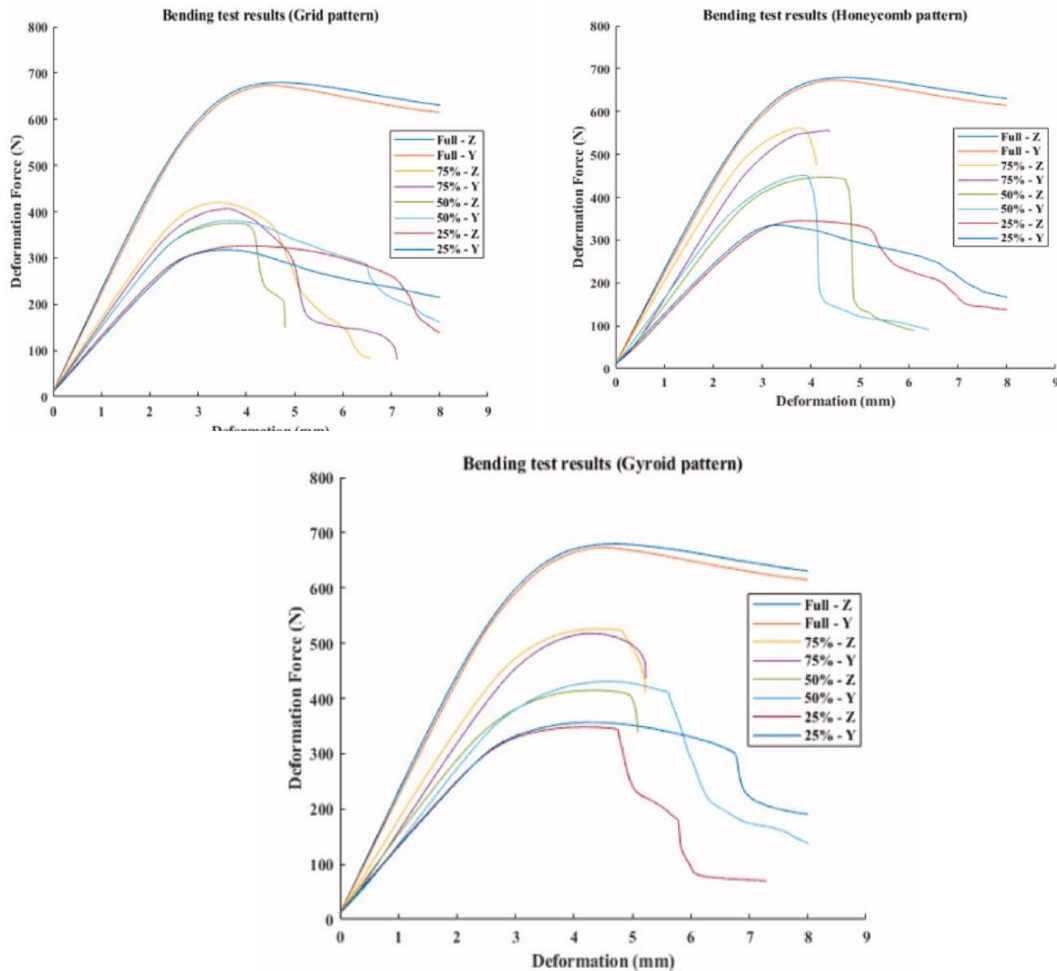 Bending test results (Grid pattern)
800
700
600
500
400
300
200
100
0
0 1 2 3 4 5 6 7 8 9
Deformation Force (N)
Deformation (mm)
Full - Z
Full - Y
75% - Z
75% - Y
50% - Z
50% - Y
25% - Z
25% - Y
Bending test results (Honeycomb pattern)
800
700
600
500
400
300
200
100
0
0 1 2 3 4 5 6 7 8 9
Deformation Force (N)
Deformation (mm)
Full - Z
Full - Y
75% - Z
75% - Y
50% - Z
50% - Y
25% - Z
25% - Y
Bending test results (Gyroid pattern)
800
700
600
500
400
300
200
100
0
0 1 2 3 4 5 6 7 8 9
Deformation Force (N)
Deformation (mm)
Full - Z
Full - Y
75% - Z
75% - Y
50% - Z
50% - Y
25% - Z
25% - Y